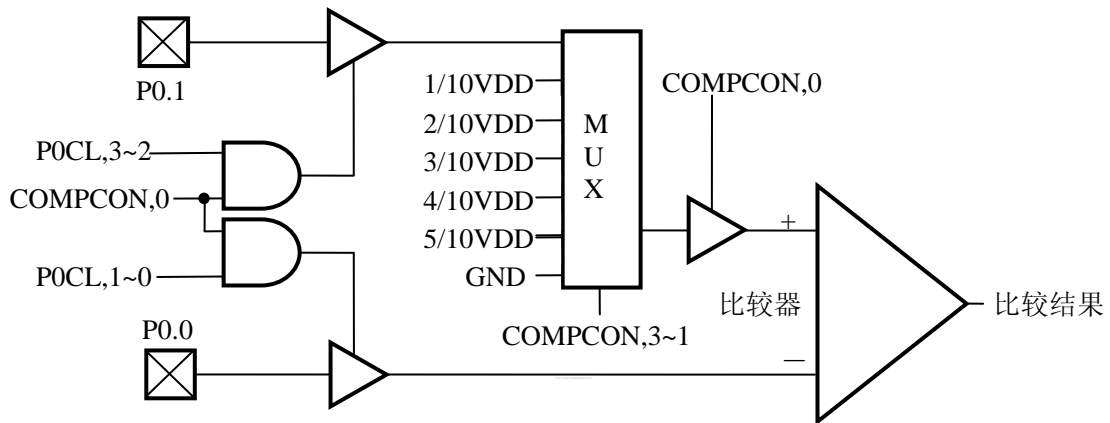 P0.1
P0CL,3~2
COMPCON,0
P0CL,1~0
P0.0
1/10VDD
2/10VDD
3/10VDD
4/10VDD
5/10VDD
GND
M
U
X
COMPCON,3~1
COMPCON,0
+
比较器
—
比较结果